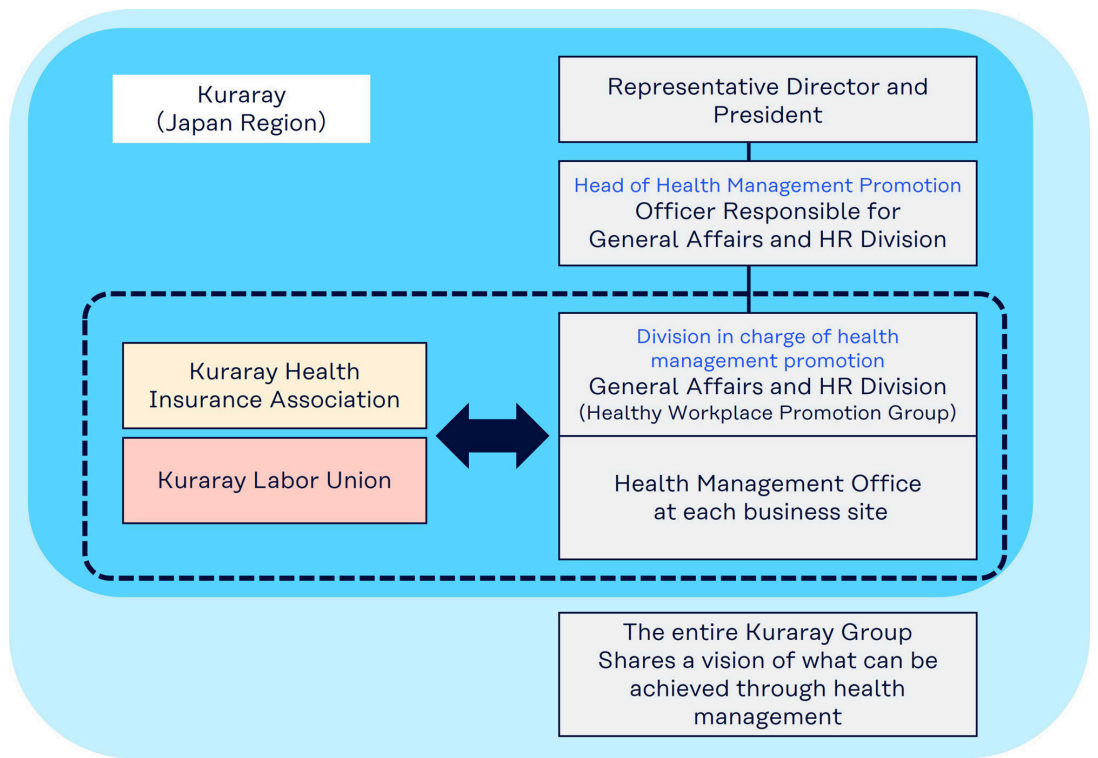 Kuraray
(Japan Region)
Representative Director and
President
Head of Health Management Promotion
Officer Responsible for
General Affairs and HR Division
Kuraray Health
Insurance Association
Kuraray Labor Union
Division in charge of health
management promotion
General Affairs and HR Division
(Healthy Workplace Promotion Group)
Health Management Office
at each business site
The entire Kuraray Group
Shares a vision of what can be
achieved through health
management